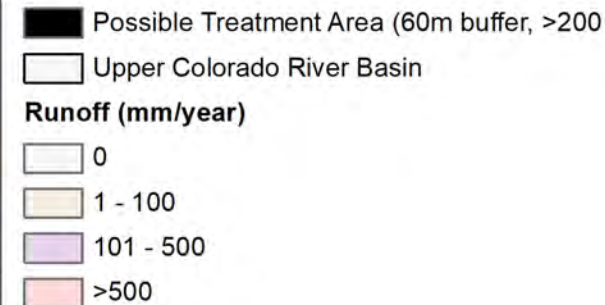 Possible Treatment Area (60m buffer, >200
Upper Colorado River Basin
Runoff (mm/year)
0
1 - 100
101 - 500
>500